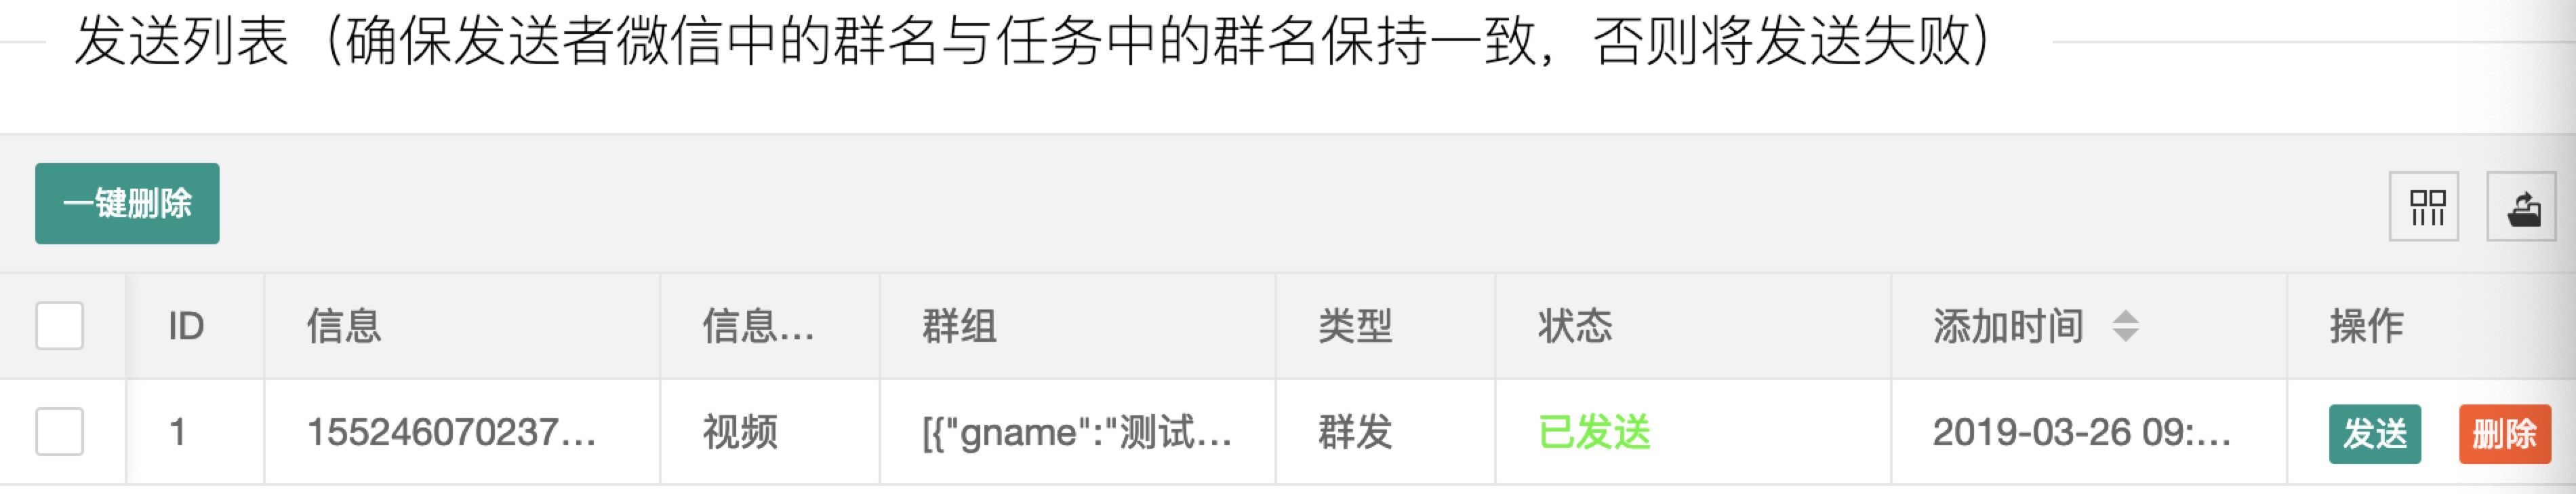 发送列表（确保发送者微信中的群名与任务中的群名保持一致，否则将发送失败）
一键删除
ID 信息 信息... 群组 类型 状态 添加时间 操作
1 155246070237... 视频 [{"gname":"测试... 群发 已发送 2019-03-26 09:... 发送 删除